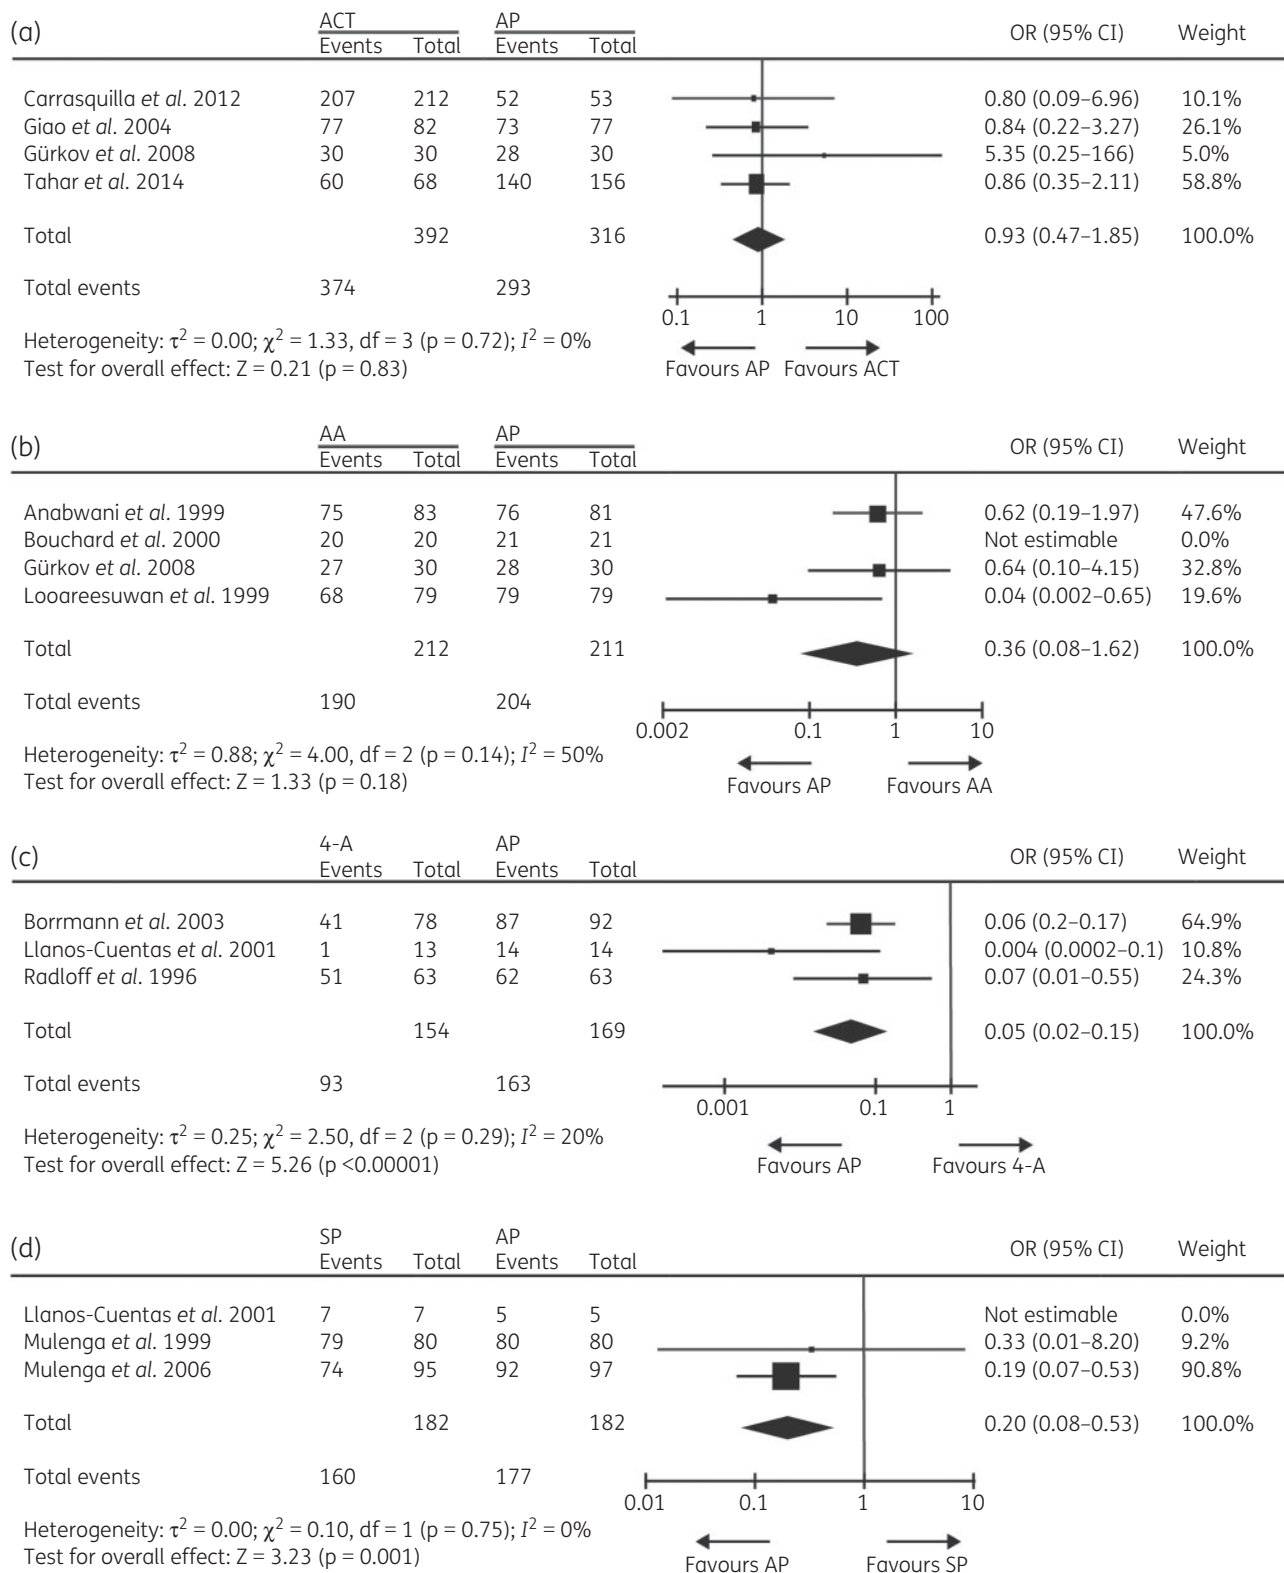 (a) ACT AP OR (95% CI) Weight
Events Total Events Total
Carrasquilla et al. 2012 207 212 52 53 0.80 (0.09–6.96) 10.1%
Giao et al. 2004 77 82 73 77 0.84 (0.22–3.27) 26.1%
Gürkov et al. 2008 30 30 28 30 5.35 (0.25–166) 5.0%
Tahar et al. 2014 60 68 140 156 0.86 (0.35–2.11) 58.8%
Total 392 316 0.93 (0.47–1.85) 100.0%
Total events 374 293
0.1 1 10 100
Heterogeneity: τ² = 0.00; χ² = 1.33, df = 3 (p = 0.72); I² = 0%
Test for overall effect: Z = 0.21 (p = 0.83)
Favours AP Favours ACT
(b) AA AP OR (95% CI) Weight
Events Total Events Total
Anabwani et al. 1999 75 83 76 81 0.62 (0.19–1.97) 47.6%
Bouchard et al. 2000 20 20 21 21 Not estimable 0.0%
Gürkov et al. 2008 27 30 28 30 0.64 (0.10–4.15) 32.8%
Looareesuwan et al. 1999 68 79 79 79 0.04 (0.002–0.65) 19.6%
Total 212 211 0.36 (0.08–1.62) 100.0%
Total events 190 204
0.002 0.1 1 10
Heterogeneity: τ² = 0.88; χ² = 4.00, df = 2 (p = 0.14); I² = 50%
Test for overall effect: Z = 1.33 (p = 0.18)
Favours AP Favours AA
(c) 4-A AP OR (95% CI) Weight
Events Total Events Total
Borrmann et al. 2003 41 78 87 92 0.06 (0.2–0.17) 64.9%
Llanos-Cuentas et al. 2001 1 13 14 14 0.004 (0.0002–0.1) 10.8%
Radloff et al. 1996 51 63 62 63 0.07 (0.01–0.55) 24.3%
Total 154 169 0.05 (0.02–0.15) 100.0%
Total events 93 163
0.001 0.1 1
Heterogeneity: τ² = 0.25; χ² = 2.50, df = 2 (p = 0.29); I² = 20%
Test for overall effect: Z = 5.26 (p <0.00001)
Favours AP Favours 4-A
(d) SP AP OR (95% CI) Weight
Events Total Events Total
Llanos-Cuentas et al. 2001 7 7 5 5 Not estimable 0.0%
Mulenga et al. 1999 79 80 80 80 0.33 (0.01–8.20) 9.2%
Mulenga et al. 2006 74 95 92 97 0.19 (0.07–0.53) 90.8%
Total 182 182 0.20 (0.08–0.53) 100.0%
Total events 160 177
0.01 0.1 1 10
Heterogeneity: τ² = 0.00; χ² = 0.10, df = 1 (p = 0.75); I² = 0%
Test for overall effect: Z = 3.23 (p = 0.001)
Favours AP Favours SP